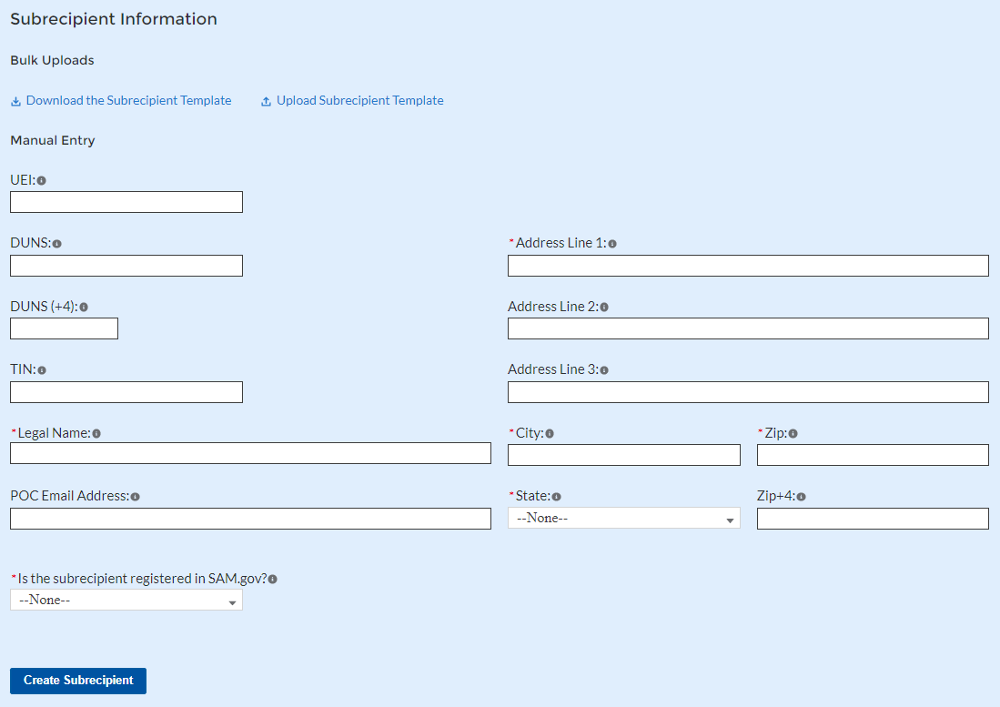 Subrecipient Information
Bulk Uploads
Download the Subrecipient Template
Upload Subrecipient Template
Manual Entry
UEI:
DUNS:
*Address Line 1:
DUNS (+4):
Address Line 2:
TIN:
Address Line 3:
*Legal Name:
*City:
*Zip:
POC Email Address:
*State:
Zip+4:
--None--
*Is the subrecipient registered in SAM.gov?
--None--
Create Subrecipient